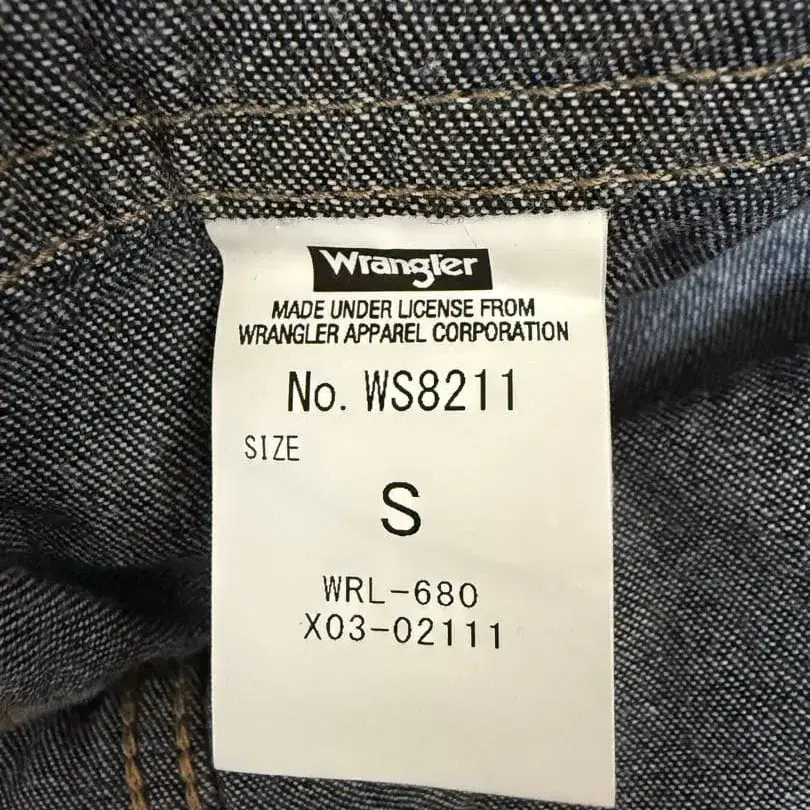 Wrangler
MADE UNDER LICENSE FROM
WRANGLER APPAREL CORPORATION
No. WS8211
SIZE
S
WRL-680
X03-02111